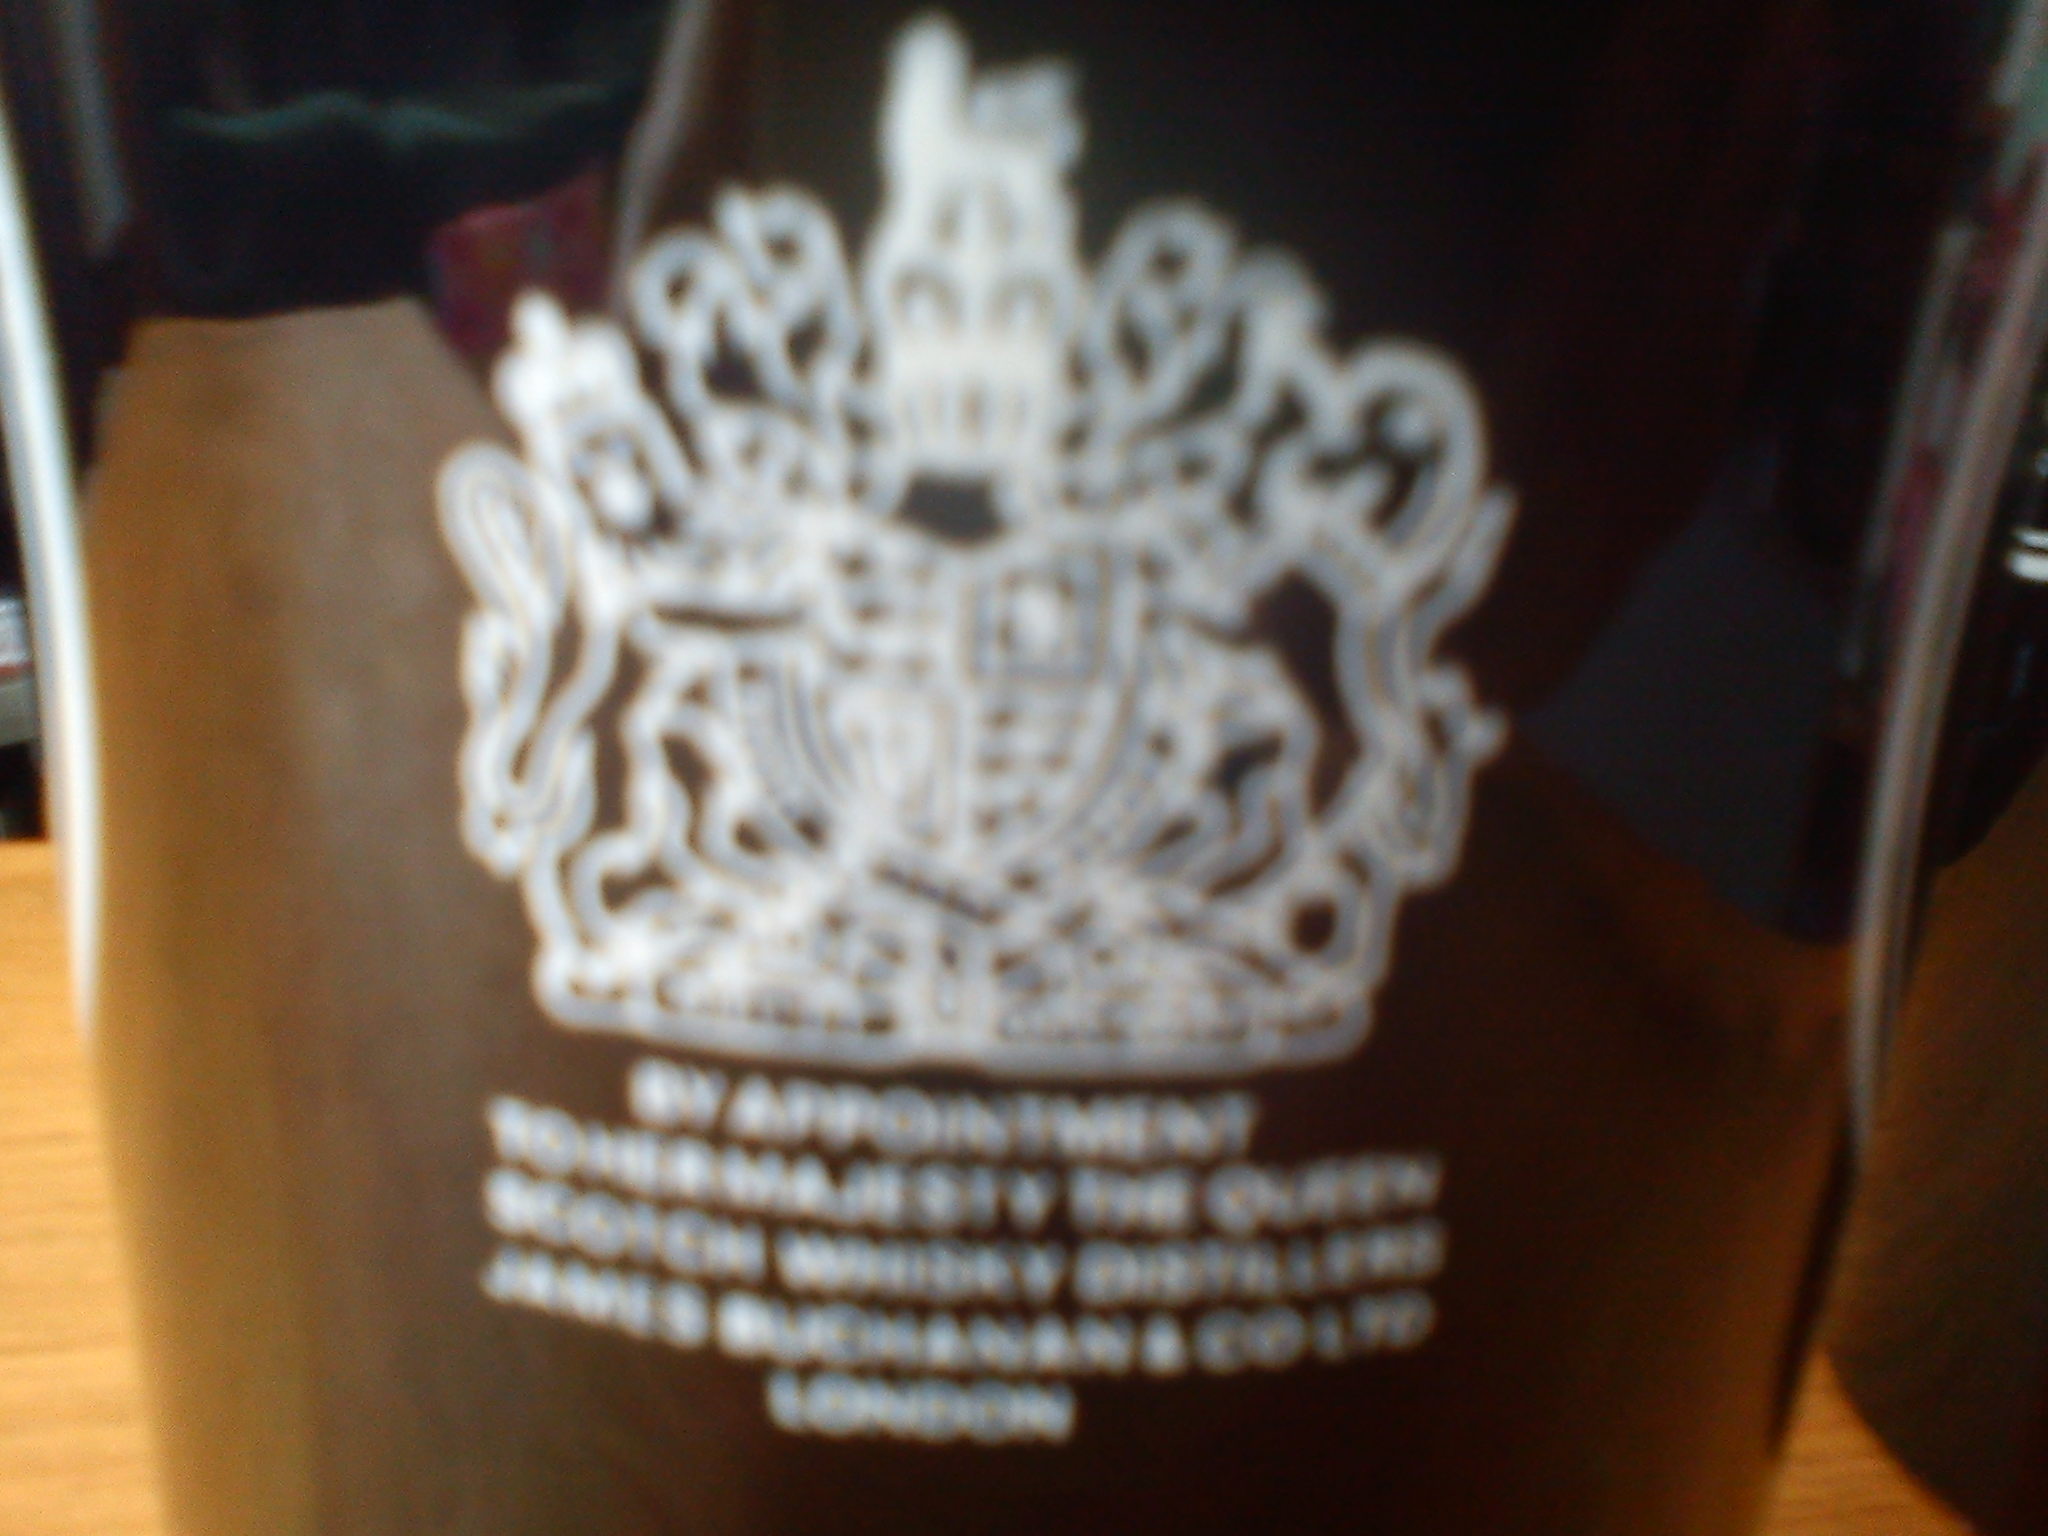 BY APPOINTMENT
TO HER MAJESTY THE QUEEN
SCOTCH WHISKY DISTILLERS
JAMES BUCHANAN & CO LTD
LONDON